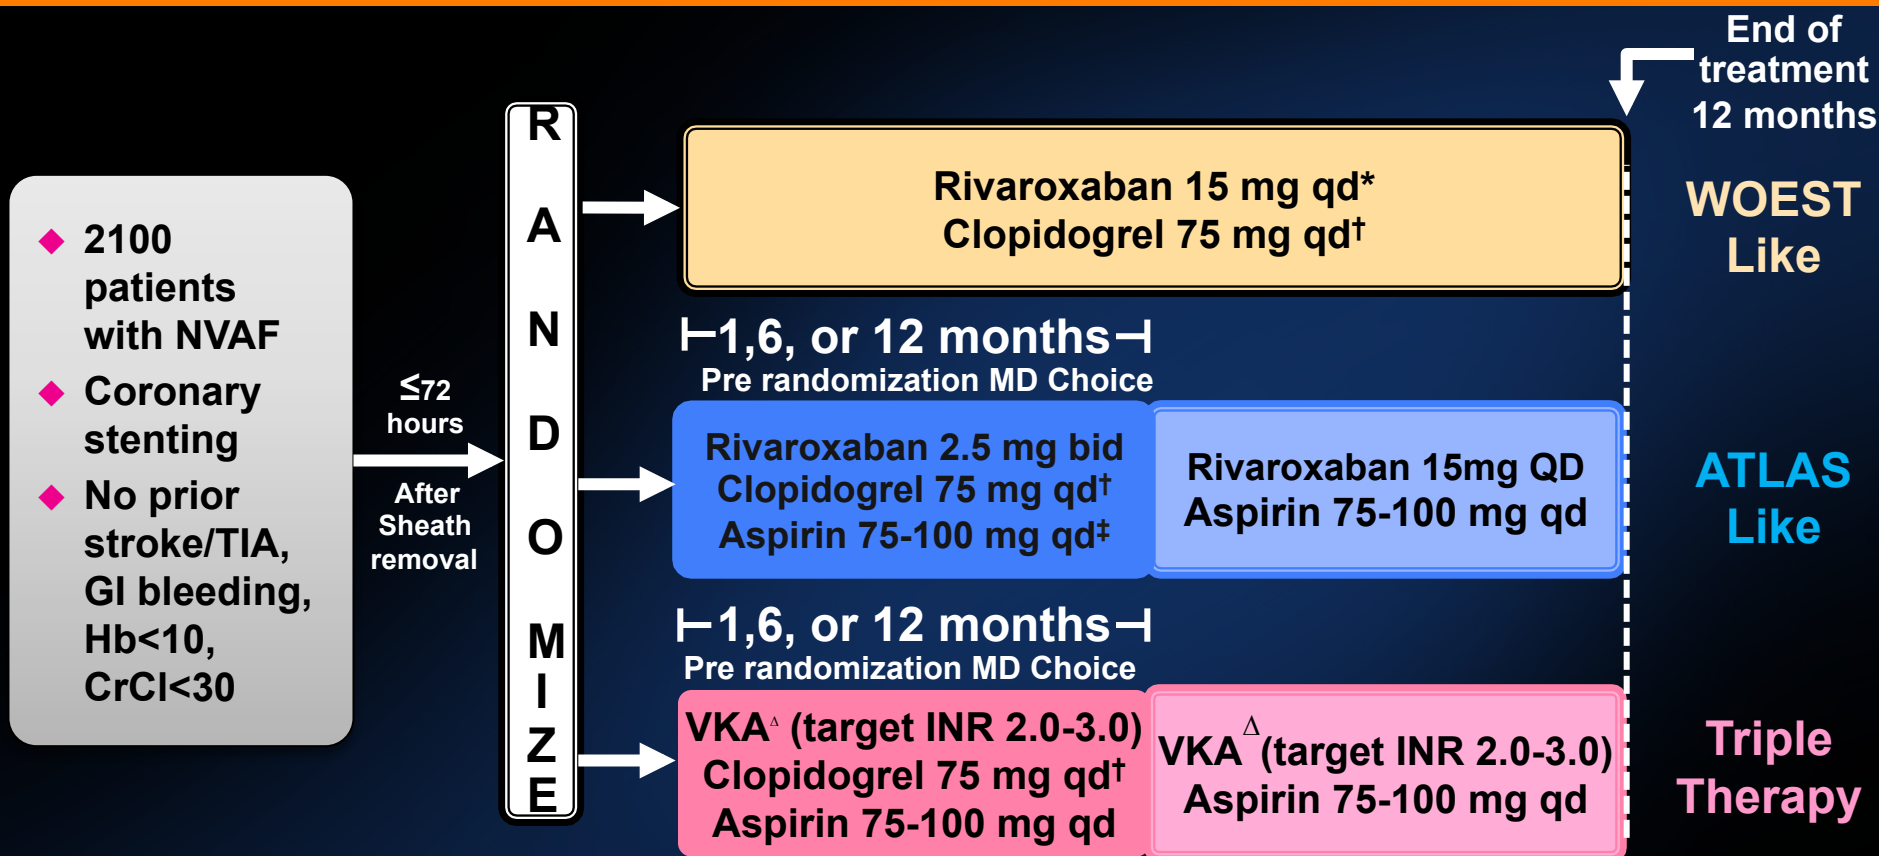 End of
treatment
12 months
◆ 2100
patients
with NVAF
◆ Coronary
stenting
◆ No prior
stroke/TIA,
GI bleeding,
Hb<10,
CrCl<30
≤72
hours
After
Sheath
removal
R
A
N
D
O
M
I
Z
E
Rivaroxaban 15 mg qd*
Clopidogrel 75 mg qd†
WOEST
Like
1,6, or 12 months
Pre randomization MD Choice
Rivaroxaban 2.5 mg bid
Clopidogrel 75 mg qd†
Aspirin 75-100 mg qd‡
Rivaroxaban 15mg QD
Aspirin 75-100 mg qd
ATLAS
Like
1,6, or 12 months
Pre randomization MD Choice
VKAΔ (target INR 2.0-3.0)
Clopidogrel 75 mg qd†
Aspirin 75-100 mg qd
VKAΔ (target INR 2.0-3.0)
Aspirin 75-100 mg qd
Triple
Therapy